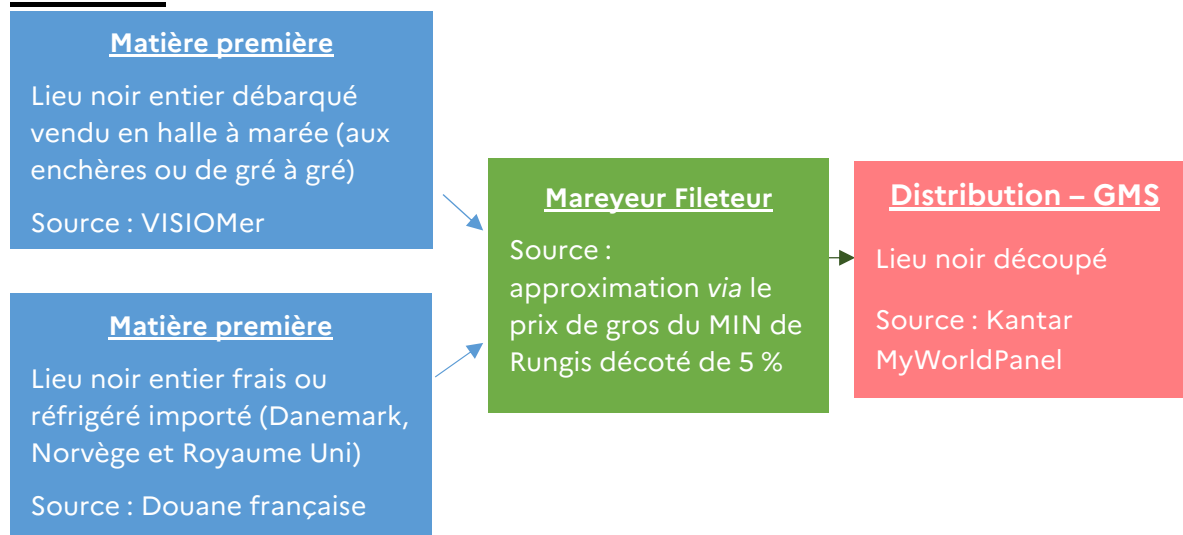 Matière première
Lieu noir entier débarqué
vendu en halle à marée (aux
enchères ou de gré à gré)
Source : VISIOMer
Matière première
Lieu noir entier frais ou
réfrigéré importé (Danemark,
Norvège et Royaume Uni)
Source : Douane française
Mareyeur Fileteur
Source :
approximation via le
prix de gros du MIN de
Rungis décoté de 5 %
Distribution – GMS
Lieu noir découpé
Source : Kantar
MyWorldPanel